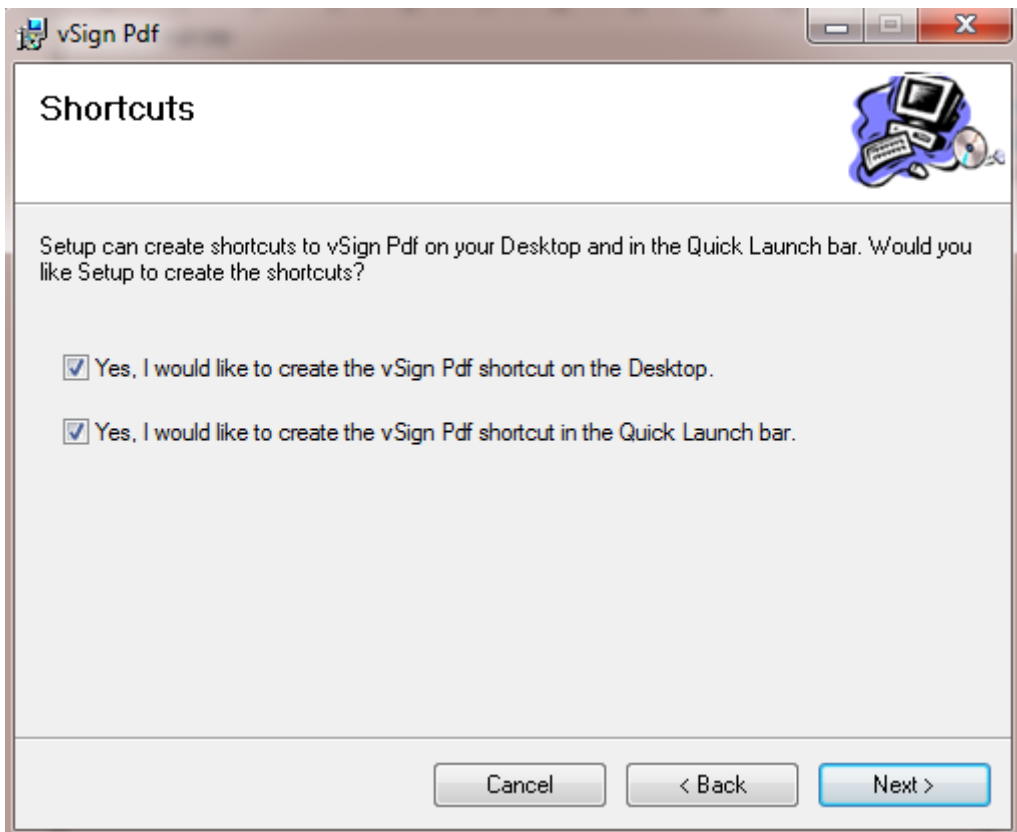 vSign Pdf
Shortcuts
Setup can create shortcuts to vSign Pdf on your Desktop and in the Quick Launch bar. Would you
like Setup to create the shortcuts?
Yes, I would like to create the vSign Pdf shortcut on the Desktop.
Yes, I would like to create the vSign Pdf shortcut in the Quick Launch bar.
Cancel
< Back
Next >